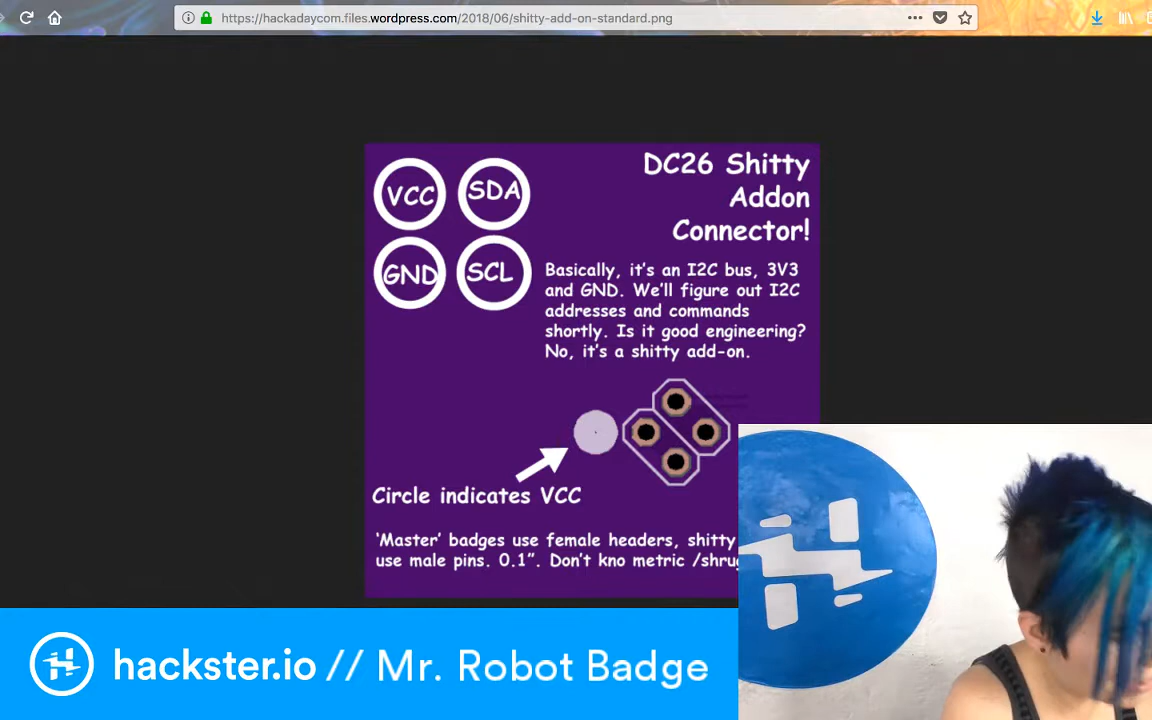 https://hackadaycom.files.wordpress.com/2018/06/shitty-add-on-standard.png
VCC SDA
GND SCL
DC26 Shitty
Addon
Connector!
Basically, it's an I2C bus, 3V3
and GND. We'll figure out I2C
addresses and commands
shortly. Is it good engineering?
No, it's a shitty add-on.
Circle indicates VCC
'Master' badges use female headers, shitty
use male pins. 0.1". Don't kno metric /shrug
hackster.io // Mr. Robot Badge